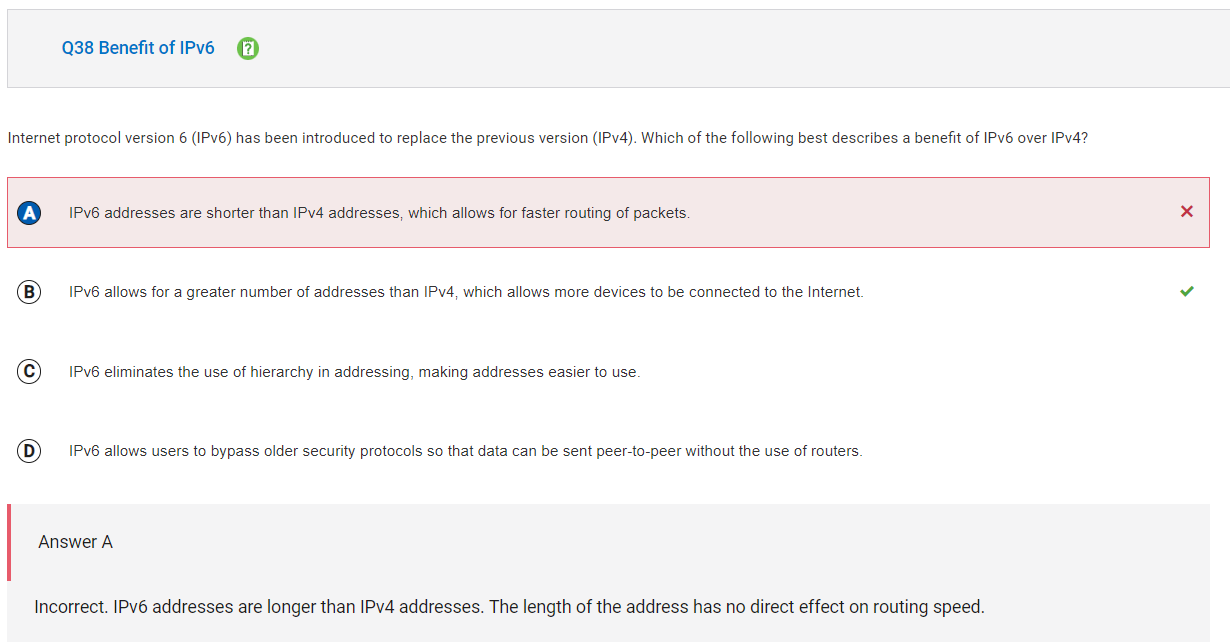 Q38 Benefit of IPv6
Internet protocol version 6 (IPv6) has been introduced to replace the previous version (IPv4). Which of the following best describes a benefit of IPv6 over IPv4?
A IPv6 addresses are shorter than IPv4 addresses, which allows for faster routing of packets.
B IPv6 allows for a greater number of addresses than IPv4, which allows more devices to be connected to the Internet.
C IPv6 eliminates the use of hierarchy in addressing, making addresses easier to use.
D IPv6 allows users to bypass older security protocols so that data can be sent peer-to-peer without the use of routers.
Answer A
Incorrect. IPv6 addresses are longer than IPv4 addresses. The length of the address has no direct effect on routing speed.